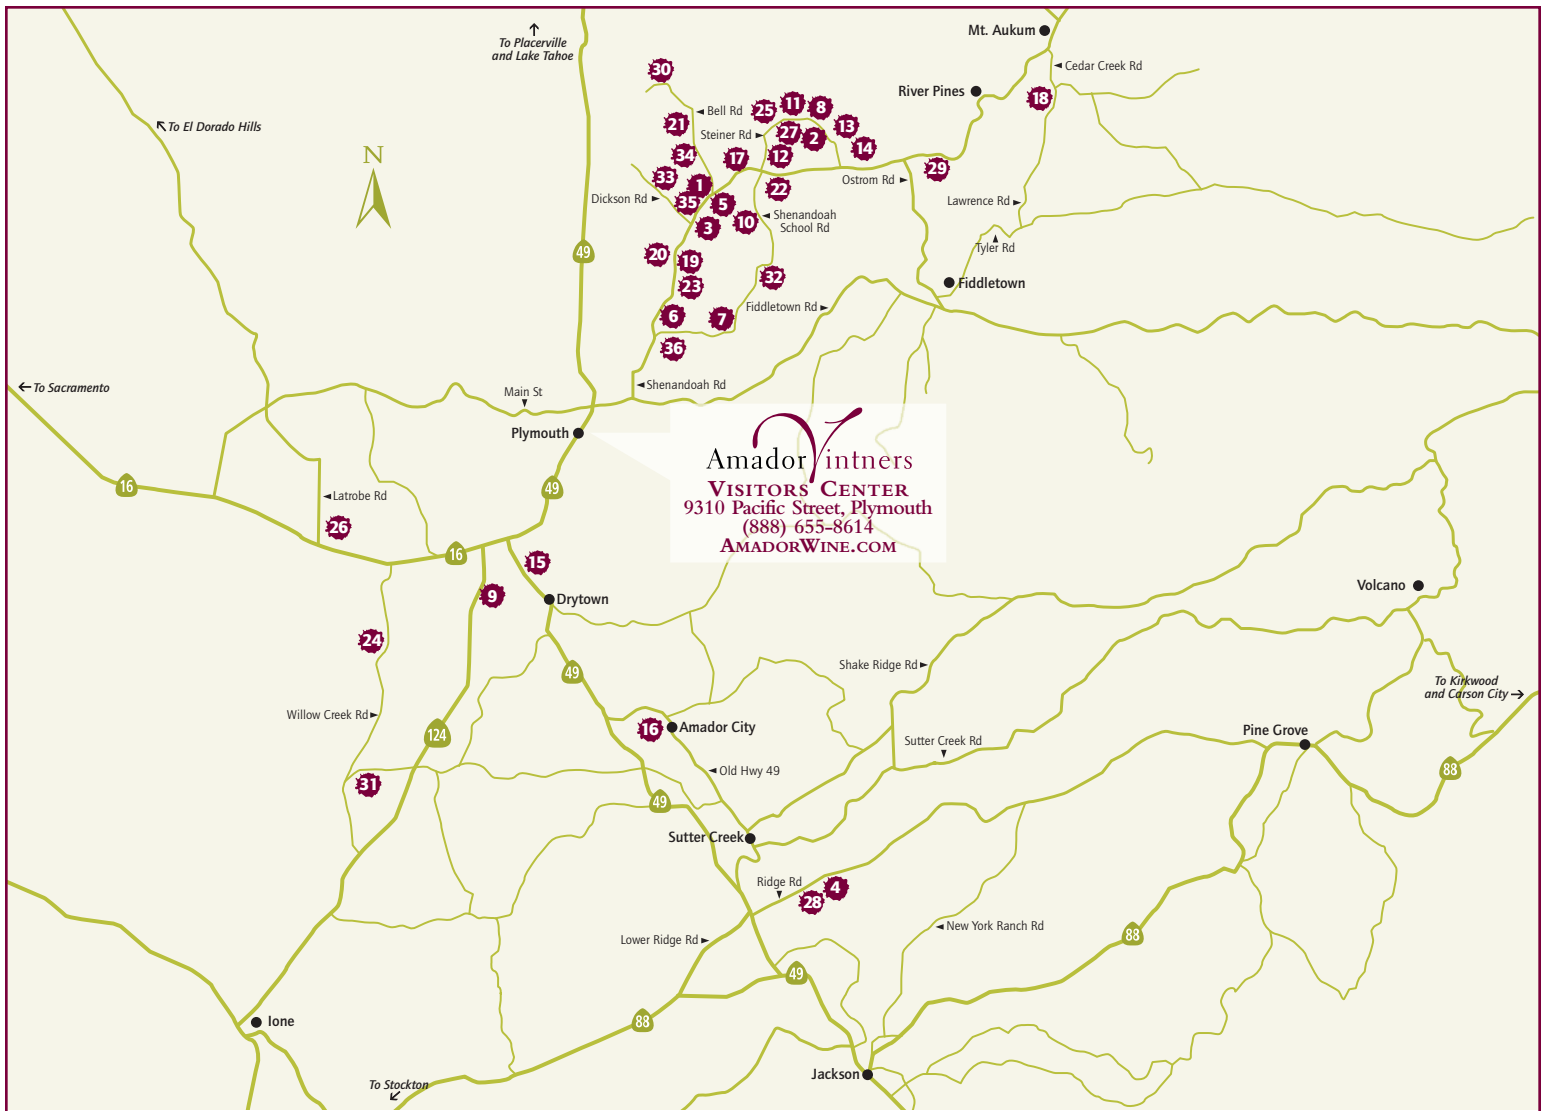 To Placerville
and Lake Tahoe
Mt. Aukum
Cedar Creek Rd
River Pines
18
30
Bell Rd
25
11
8
21
Steiner Rd
27
2
13
To El Dorado Hills
N
34
17
12
14
29
33
1
22
Ostrom Rd
Dickson Rd
35
5
Lawrence Rd
3
10
Shenandoah
School Rd
Tyler Rd
49
20
19
32
Fiddletown
23
6
7
Fiddletown Rd
36
To Sacramento
Main St
Shenandoah Rd
Plymouth
Amador Vintners
Visitors Center
9310 Pacific Street, Plymouth
(888) 655-8614
AmadorWine.com
16
49
Latrobe Rd
26
16
15
9
Drytown
Volcano
24
49
Shake Ridge Rd
To Kirkwood
and Carson City
Willow Creek Rd
124
16
Amador City
Sutter Creek Rd
Pine Grove
Old Hwy 49
88
31
49
Sutter Creek
Ridge Rd
4
28
Lower Ridge Rd
New York Ranch Rd
88
49
Ione
88
Jackson
To Stockton